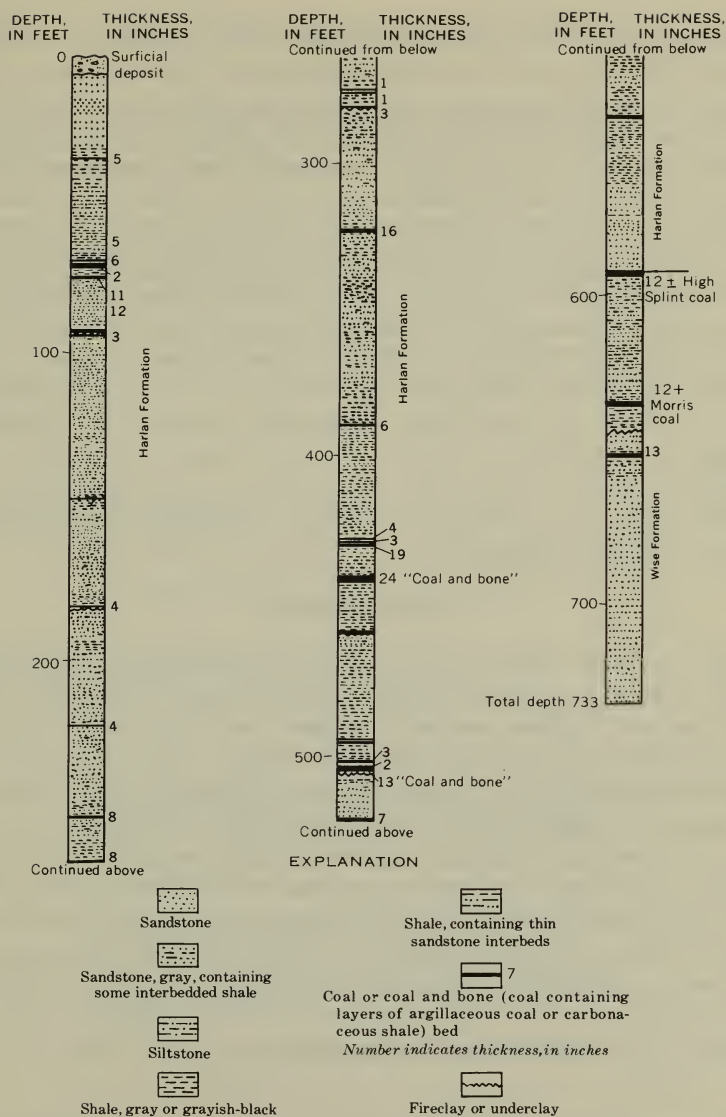 DEPTH, IN FEET
THICKNESS, IN INCHES
0
Surficial deposit
5
5
6
2
11
12
3
100
Harlan Formation
4
200
4
8
8
Continued above
DEPTH, IN FEET
THICKNESS, IN INCHES
Continued from below
1
1
3
300
16
Harlan Formation
6
400
4
3
19
24 "Coal and bone"
500
3
2
13 "Coal and bone"
7
Continued above
DEPTH, IN FEET
THICKNESS, IN INCHES
Continued from below
Harlan Formation
12 ± High
Splint coal
600
12+
Morris
coal
13
Wise Formation
700
Total depth 733
EXPLANATION
Sandstone
Sandstone, gray, containing
some interbedded shale
Siltstone
Shale, gray or grayish-black
Shale, containing thin
sandstone interbeds
7
Coal or coal and bone (coal containing
layers of argillaceous coal or carbona-
ceous shale) bed
Number indicates thickness, in inches
Fireclay or underclay